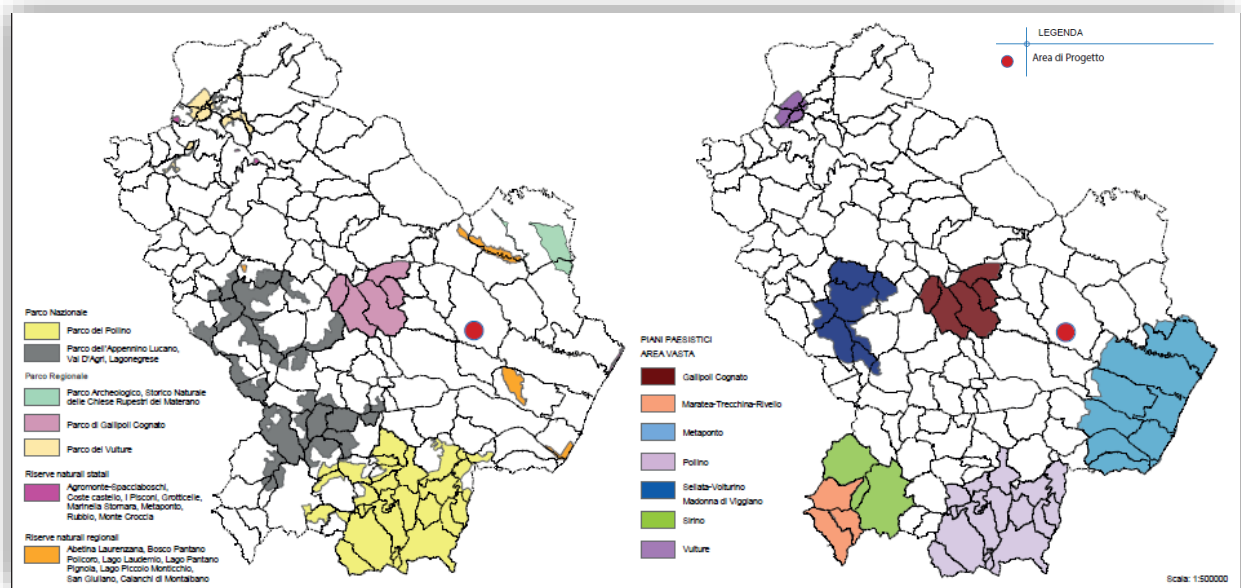 LEGENDA
Area di Progetto
Parco Nazionale
Parco del Pollino
Parco dell'Appennino Lucano,
Val D'Agri, Lagonegrese
Parco Regionale
Parco Archeologico, Storico Naturale
delle Chiese Rupestri del Materano
Parco di Gallipoli Cognato
Parco del Vulture
Riserve naturali statali
Agromonte-Spacciaboschi,
Coste castello, I Pisconi, Grotticelle,
Marinella Stornara, Metaponto,
Rubbio, Monte Croccia
Riserve naturali regionali
Abetina Laurenzana, Bosco Pantano
Policoro, Lago Laudemio, Lago Pantano
Pignola, Lago Piccolo Monticchio,
San Giuliano, Calanchi di Montalbano
PIANI PAESISTICI
AREA VASTA
Gallipoli Cognato
Maratea-Trecchina-Rivello
Metaponto
Pollino
Sellata-Volturino
Madonna di Viggiano
Sirino
Vulture
Scala: 1:500000